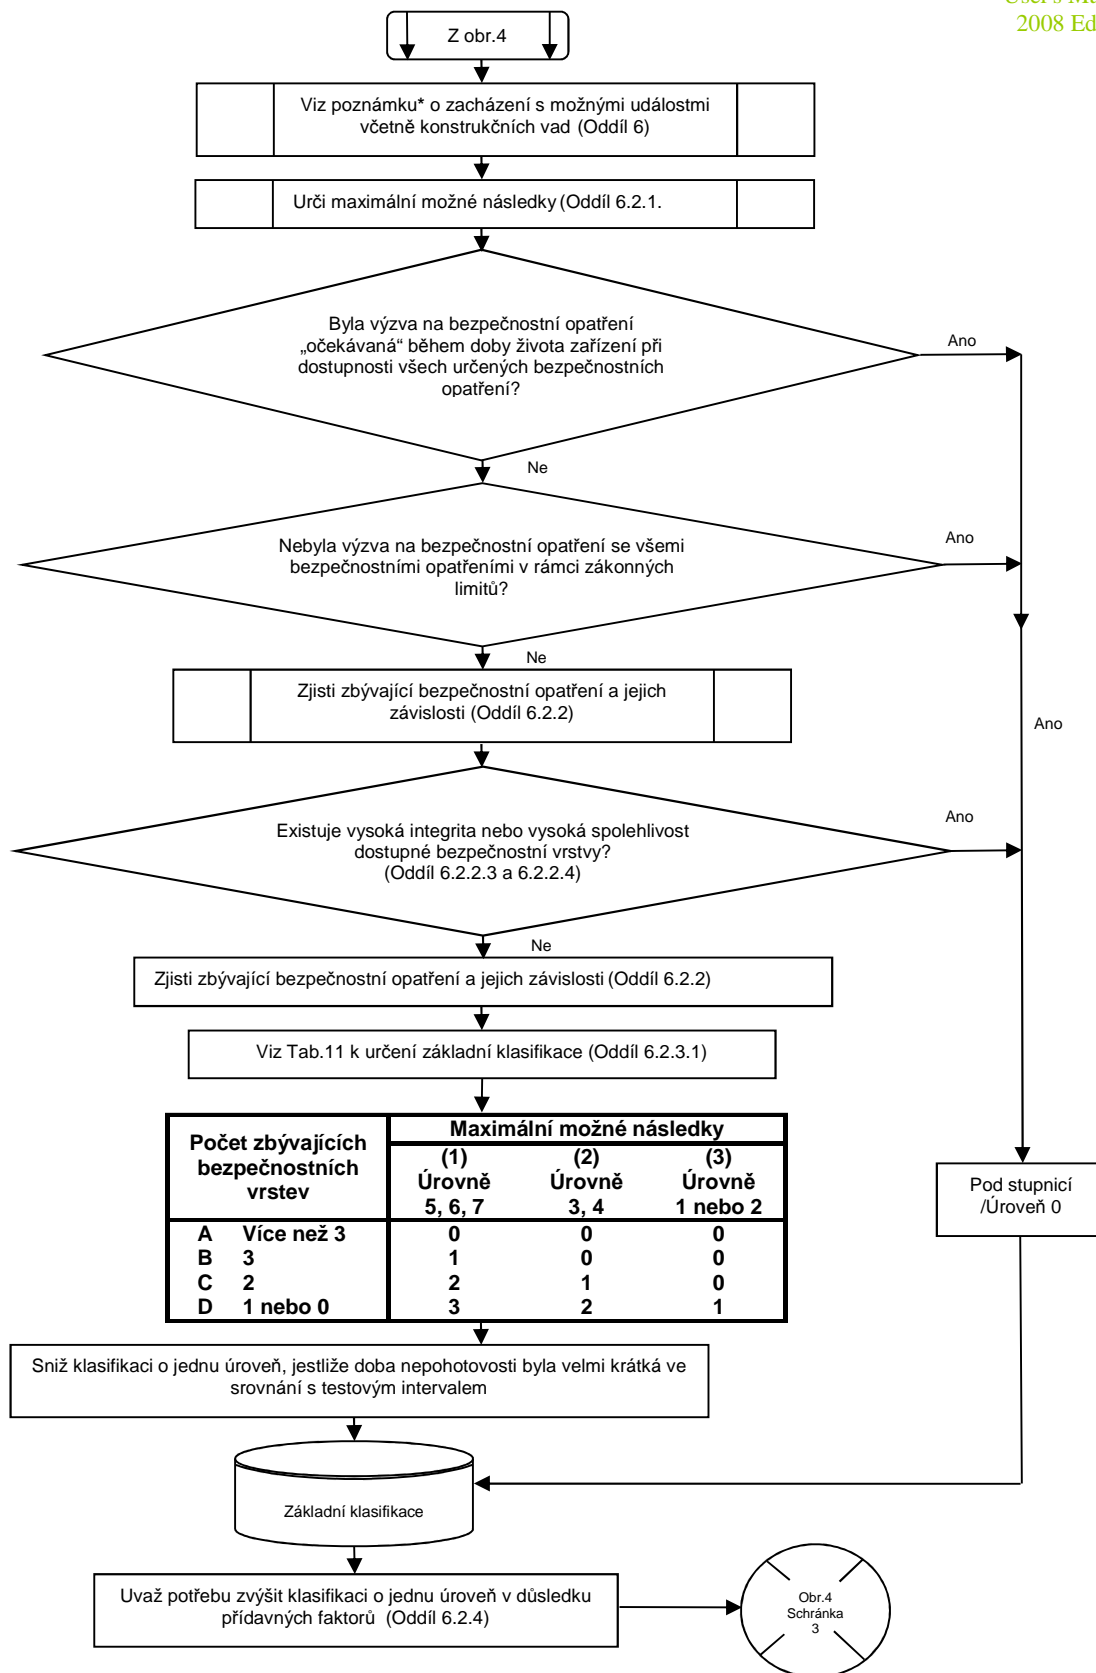 User's Ma
2008 Ed
Z obr.4
Viz poznámku* o zacházení s možnými událostmi
včetně konstrukčních vad (Oddíl 6)
Urči maximální možné následky (Oddíl 6.2.1.
Byla výzva na bezpečnostní opatření
„očekávaná“ během doby života zařízení při
dostupnosti všech určených bezpečnostních
opatření?
Ano
Ne
Nebyla výzva na bezpečnostní opatření se všemi
bezpečnostními opatřeními v rámci zákonných
limitů?
Ano
Ne
Zjisti zbývající bezpečnostní opatření a jejich
závislosti (Oddíl 6.2.2)
Ano
Existuje vysoká integrita nebo vysoká spolehlivost
dostupné bezpečnostní vrstvy?
(Oddíl 6.2.2.3 a 6.2.2.4)
Ano
Ne
Zjisti zbývající bezpečnostní opatření a jejich závislosti (Oddíl 6.2.2)
Viz Tab.11 k určení základní klasifikace (Oddíl 6.2.3.1)
Počet zbývajících
bezpečnostních
vrstev
Maximální možné následky
(1) (2) (3)
Úrovně Úrovně Úrovně
5, 6, 7 3, 4 1 nebo 2
A Více než 3 0 0 0
B 3 1 0 0
C 2 2 1 0
D 1 nebo 0 3 2 1
Pod stupnicí
/Úroveň 0
Sniž klasifikaci o jednu úroveň, jestliže doba nepohotovosti byla velmi krátká ve
srovnání s testovým intervalem
Základní klasifikace
Uvaž potřebu zvýšit klasifikaci o jednu úroveň v důsledku
přídavných faktorů (Oddíl 6.2.4)
Obr.4
Schránka
3